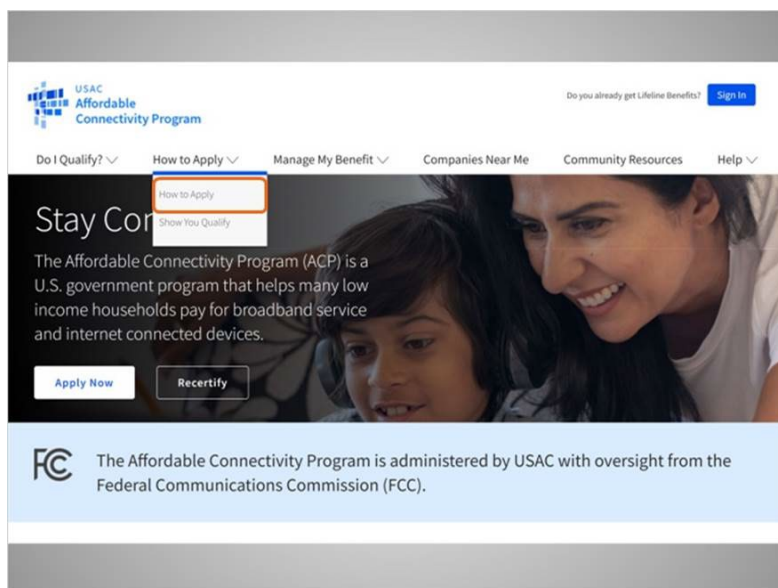 USAC
Affordable
Connectivity Program
Do you already get Lifeline Benefits?
Sign In
Do I Qualify?
How to Apply
Manage My Benefit
Companies Near Me
Community Resources
Help
How to Apply
Show You Qualify
Stay Con
The Affordable Connectivity Program (ACP) is a
U.S. government program that helps many low
income households pay for broadband service
and internet connected devices.
Apply Now
Recertify
FCC
The Affordable Connectivity Program is administered by USAC with oversight from the
Federal Communications Commission (FCC).